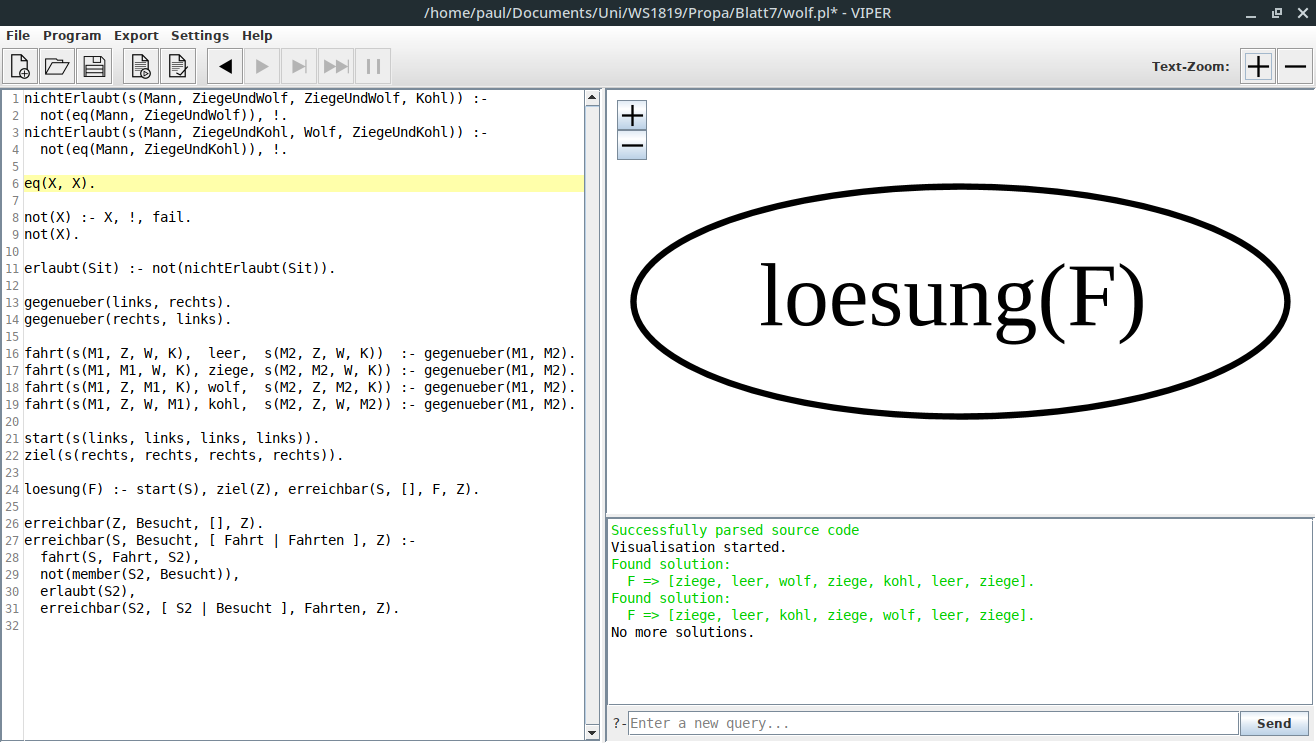 /home/paul/Documents/Uni/WS1819/Propa/Blatt7/wolf.pl* - VIPER
File Program Export Settings Help
Text-Zoom:
1 nichtErlaubt(s(Mann, ZiegeUndWolf, ZiegeUndWolf, Kohl)) :-
2   not(eq(Mann, ZiegeUndWolf)), !.
3 nichtErlaubt(s(Mann, ZiegeUndKohl, Wolf, ZiegeUndKohl)) :-
4   not(eq(Mann, ZiegeUndKohl)), !.
5
6 eq(X, X).
7
8 not(X) :- X, !, fail.
9 not(X).
10
11 erlaubt(Sit) :- not(nichtErlaubt(Sit)).
12
13 gegenueber(links, rechts).
14 gegenueber(rechts, links).
15
16 fahrt(s(M1, Z, W, K),  leer,  s(M2, Z, W, K))  :- gegenueber(M1, M2).
17 fahrt(s(M1, M1, W, K), ziege, s(M2, M2, W, K)) :- gegenueber(M1, M2).
18 fahrt(s(M1, Z, M1, K), wolf,  s(M2, Z, M2, K)) :- gegenueber(M1, M2).
19 fahrt(s(M1, Z, W, M1), kohl,  s(M2, Z, W, M2)) :- gegenueber(M1, M2).
20
21 start(s(links, links, links, links)).
22 ziel(s(rechts, rechts, rechts, rechts)).
23
24 loesung(F) :- start(S), ziel(Z), erreichbar(S, [], F, Z).
25
26 erreichbar(Z, Besucht, [], Z).
27 erreichbar(S, Besucht, [ Fahrt | Fahrten ], Z) :-
28   fahrt(S, Fahrt, S2),
29   not(member(S2, Besucht)),
30   erlaubt(S2),
31   erreichbar(S2, [ S2 | Besucht ], Fahrten, Z).
32
loesung(F)
Successfully parsed source code
Visualisation started.
Found solution:
  F => [ziege, leer, wolf, ziege, kohl, leer, ziege].
Found solution:
  F => [ziege, leer, kohl, ziege, wolf, leer, ziege].
No more solutions.
?- Enter a new query... Send